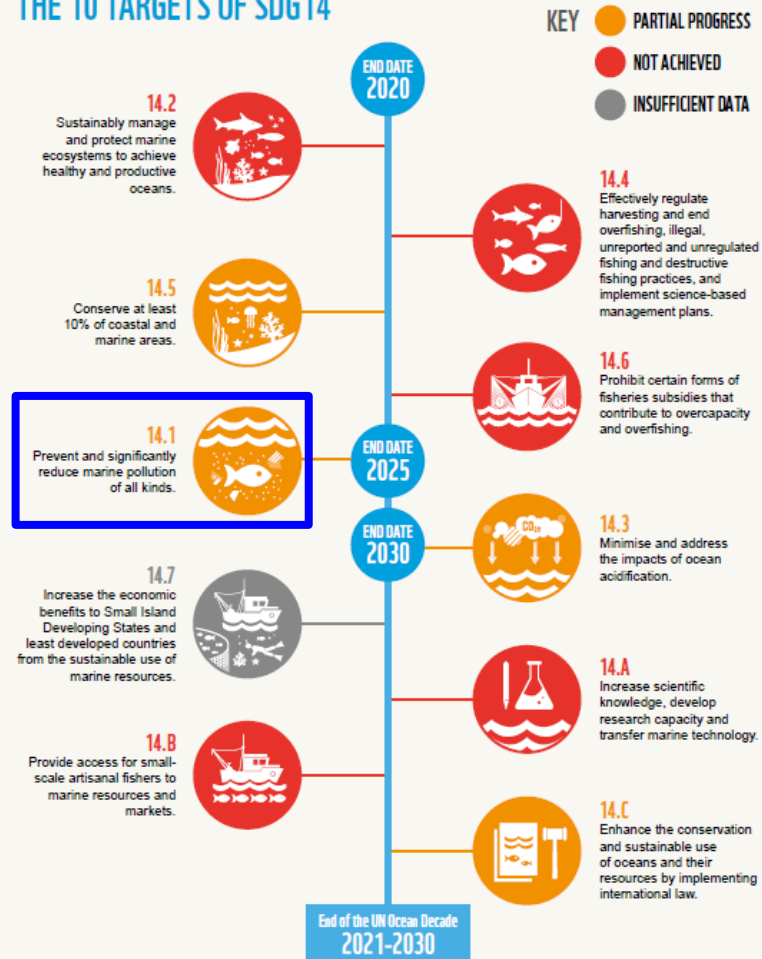 THE 10 TARGETS OF SDG14
KEY
PARTIAL PROGRESS
NOT ACHIEVED
INSUFFICIENT DATA
END DATE
2020
14.2
Sustainably manage
and protect marine
ecosystems to achieve
healthy and productive
oceans.
14.4
Effectively regulate
harvesting and end
overfishing, illegal,
unreported and unregulated
fishing and destructive
fishing practices, and
implement science-based
management plans.
14.5
Conserve at least
10% of coastal and
marine areas.
14.6
Prohibit certain forms of
fisheries subsidies that
contribute to overcapacity
and overfishing.
14.1
Prevent and significantly
reduce marine pollution
of all kinds.
END DATE
2025
END DATE
2030
CO₂
14.3
Minimise and address
the impacts of ocean
acidification.
14.7
Increase the economic
benefits to Small Island
Developing States and
least developed countries
from the sustainable use of
marine resources.
14.A
Increase scientific
knowledge, develop
research capacity and
transfer marine technology.
14.B
Provide access for small-
scale artisanal fishers to
marine resources and
markets.
14.C
Enhance the conservation
and sustainable use
of oceans and their
resources by implementing
international law.
End of the UN Ocean Decade
2021-2030